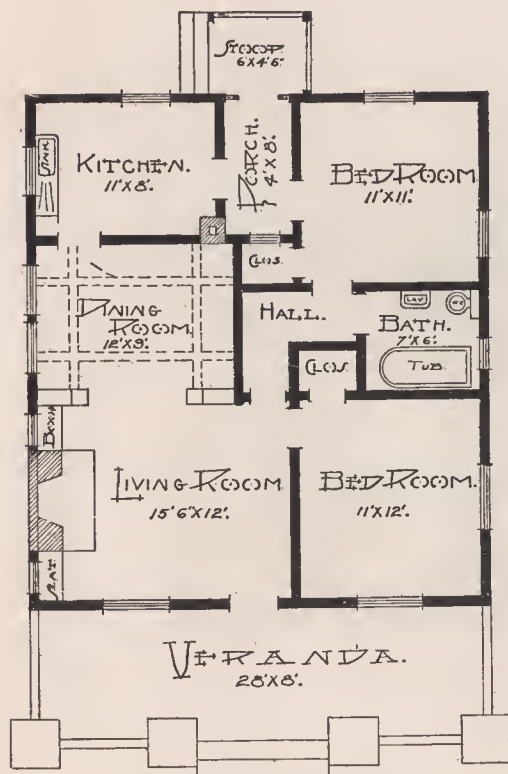 STOOP.
6'X4'6".
SINK
KITCHEN.
11'X8'.
PORCH.
4'X8'.
BED ROOM
11'X11'.
CLOS.
DINING
ROOM.
12'X9'.
HALL.
LAV
WC
BATH.
7'X6'.
TUB
CLOS.
BOOK
LIVING ROOM
15'6"X12'.
BED ROOM.
11'X12'.
SEAT
VERANDA.
28'X8'.